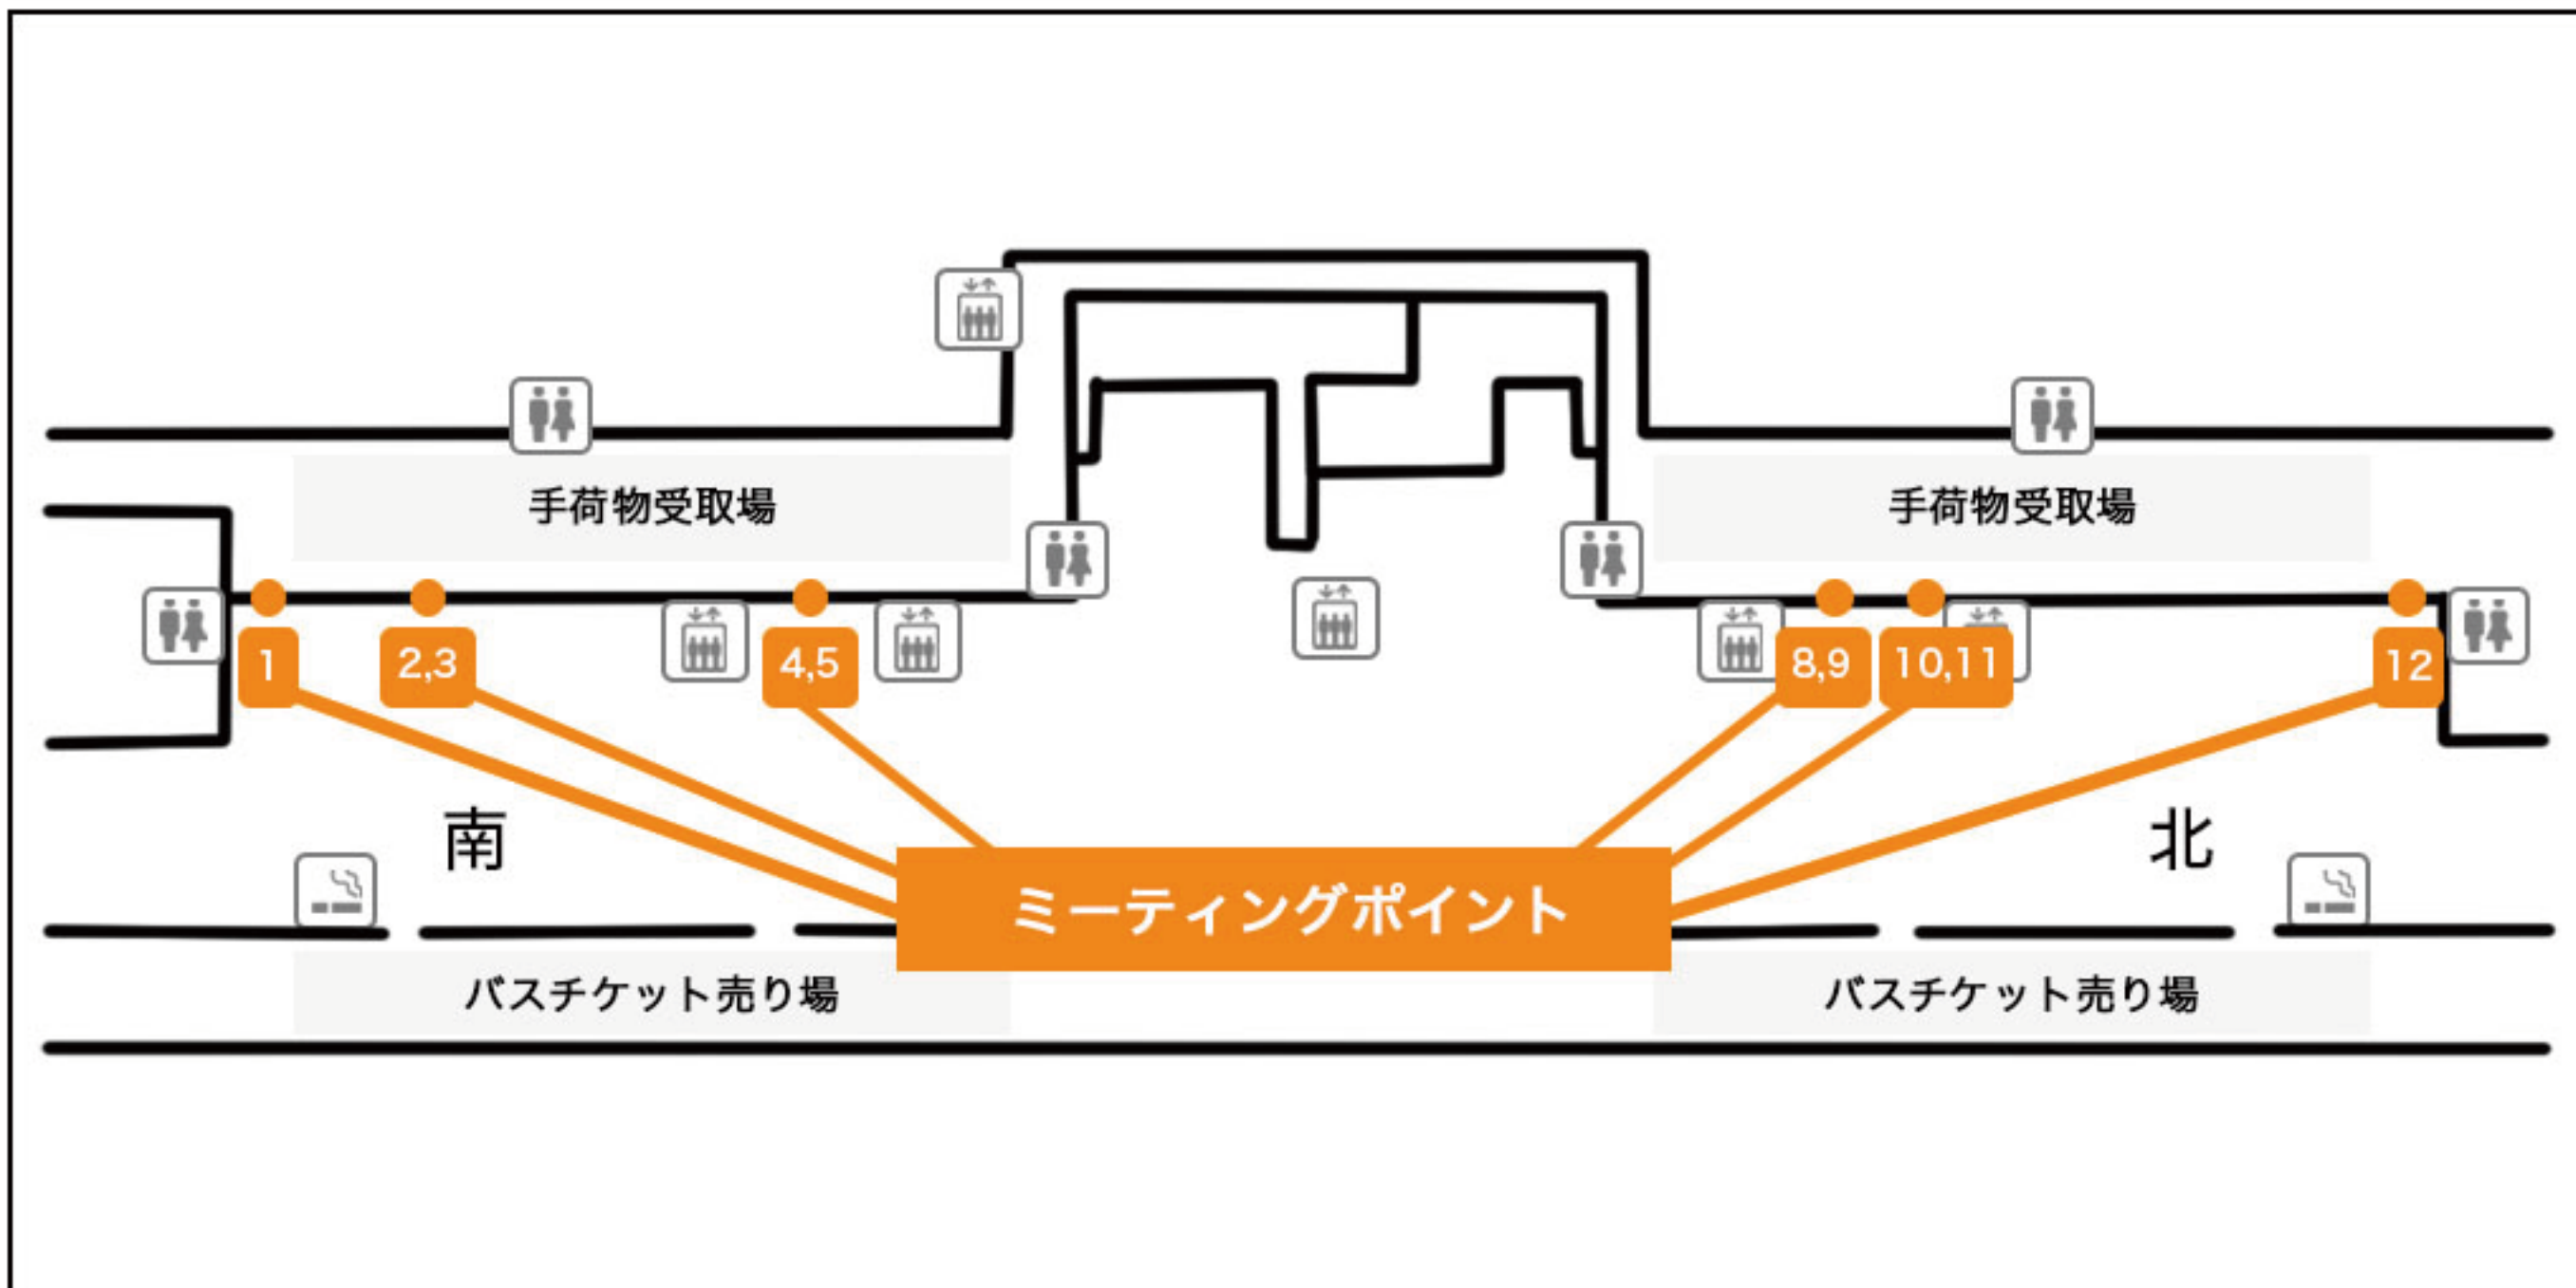 手荷物受取場
手荷物受取場
1
2,3
4,5
8,9
10,11
12
南
北
ミーティングポイント
バスチケット売り場
バスチケット売り場